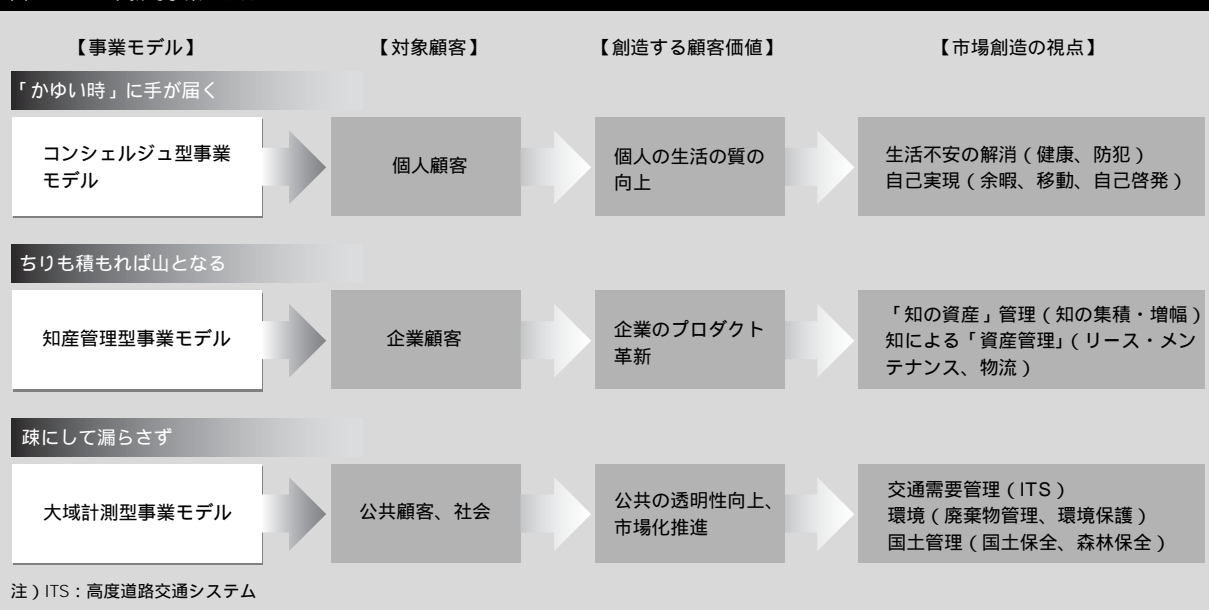 【事業モデル】 【対象顧客】 【創造する顧客価値】 【市場創造の視点】
「かゆい時」に手が届く
コンシェルジュ型事業
モデル
個人顧客
個人の生活の質の
向上
生活不安の解消(健康、防犯)
自己実現(余暇、移動、自己啓発)
ちりも積もれば山となる
知産管理型事業モデル
企業顧客
企業のプロダクト
革新
「知の資産」管理(知の集積・増幅)
知による「資産管理」(リース・メン
テナンス、物流)
疎にして漏らさず
大域計測型事業モデル
公共顧客、社会
公共の透明性向上、
市場化推進
交通需要管理(ITS)
環境(廃棄物管理、環境保護)
国土管理(国土保全、森林保全)
注)ITS:高度道路交通システム